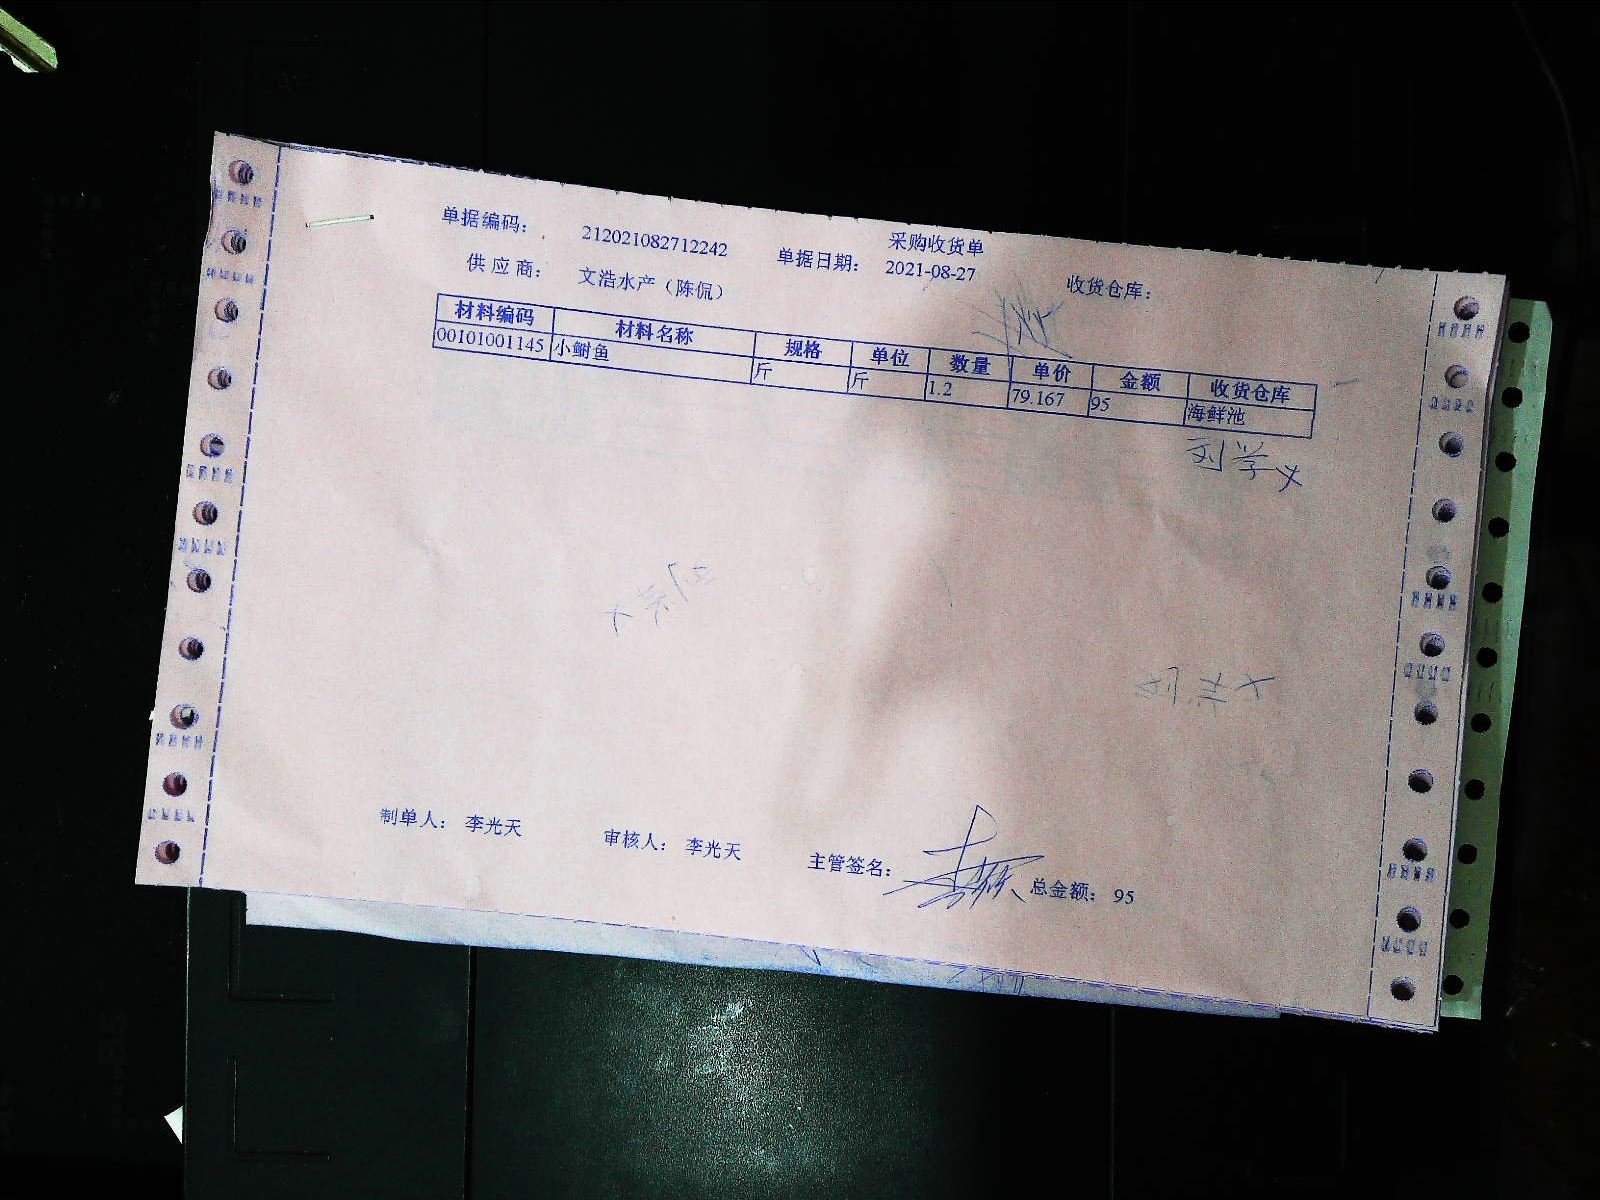 采购收货单
单据编码： 212021082712242 单据日期： 2021-08-27 收货仓库：
供应商： 文浩水产（陈侃）
材料编码 材料名称 规格 单位 数量 单价 金额 收货仓库
00101001145 小鲥鱼 斤 斤 1.2 79.167 95 海鲜池
刘学义
制单人： 李光天 审核人： 李光天 主管签名： 总金额： 95